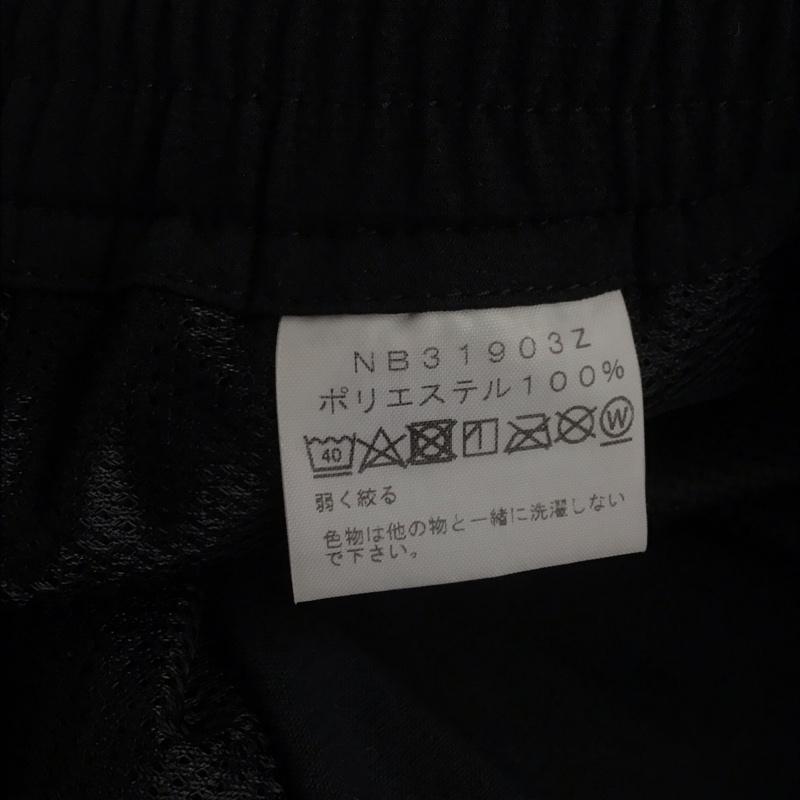 NB31903Z
ポリエステル100%
40 W
弱く絞る
色物は他の物と一緒に洗濯しない
で下さい。